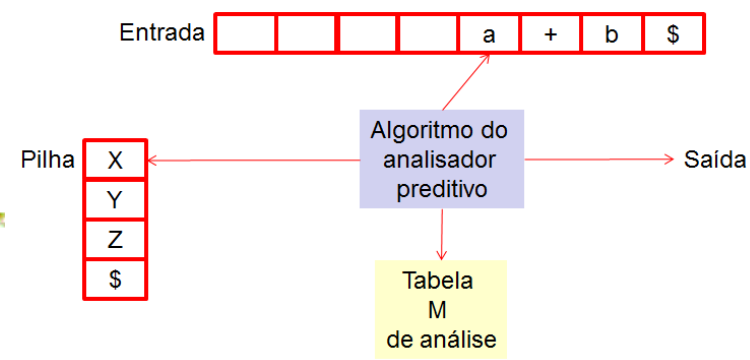 Entrada
a + b $
Algoritmo do
analisador
preditivo
Pilha
X
Y
Z
$
Saída
Tabela
M
de análise